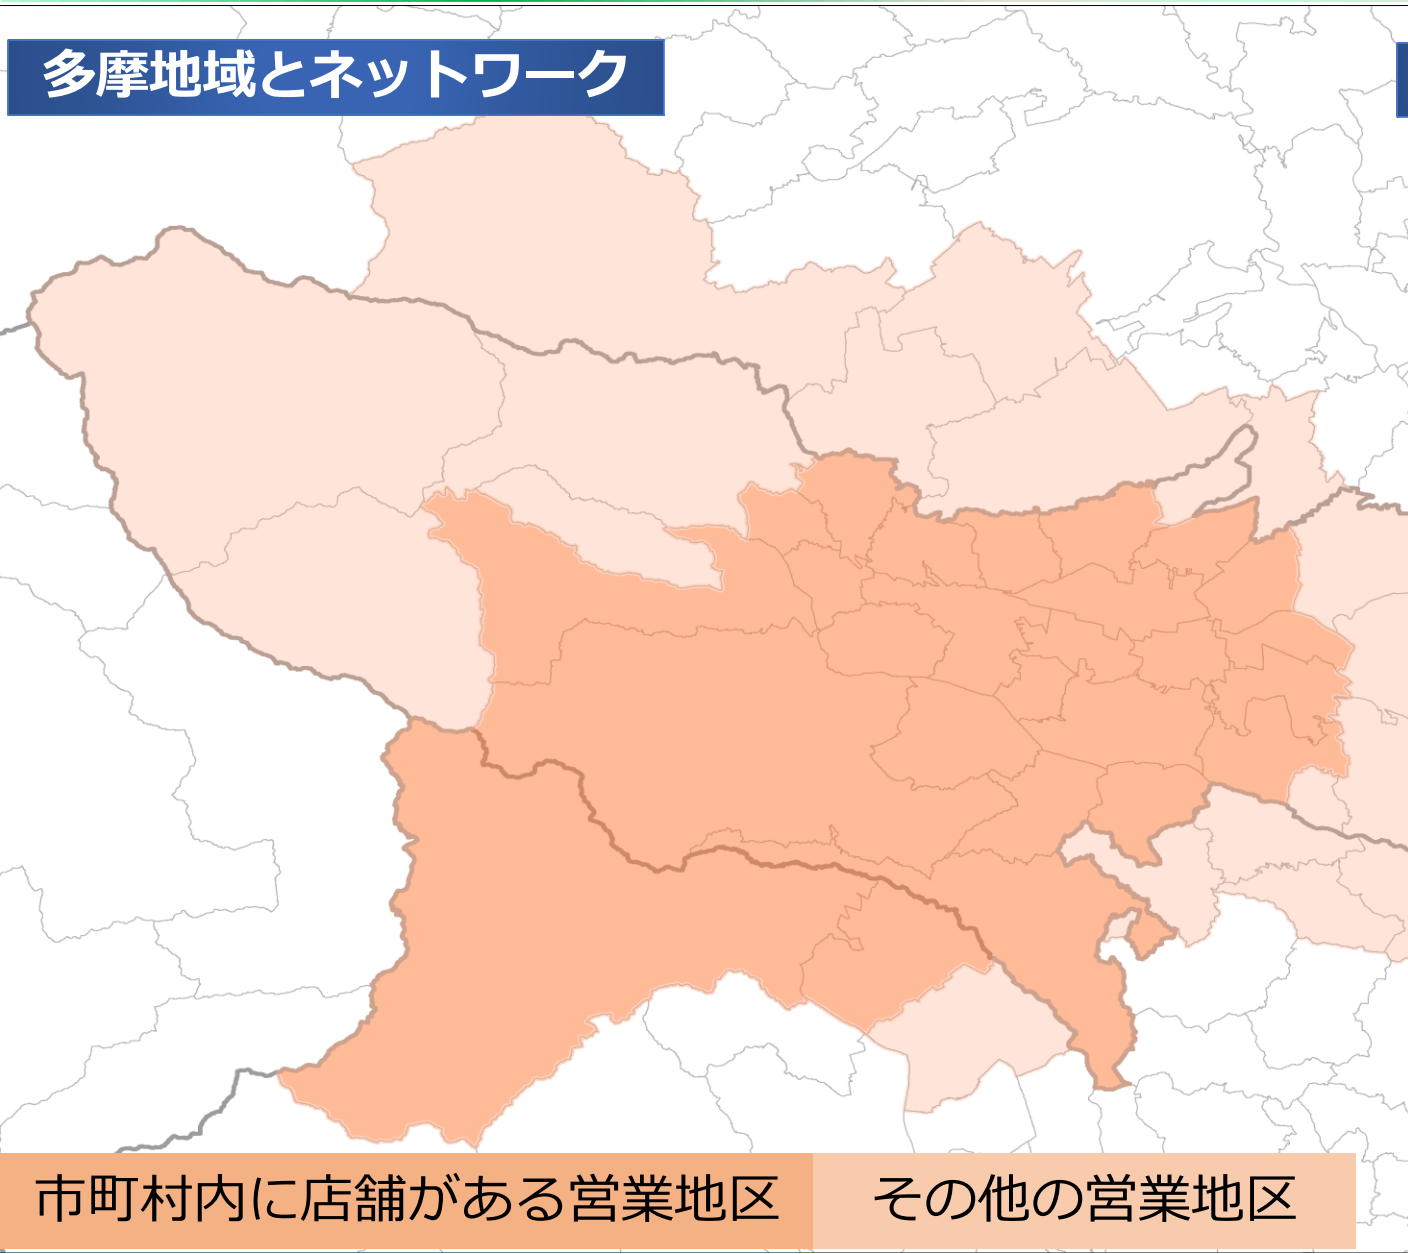 多摩地域とネットワーク
市町村内に店舗がある営業地区
その他の営業地区